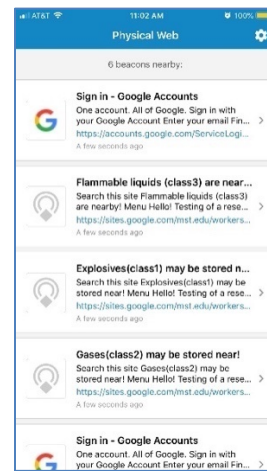 AT&T
11:02 AM
100%
Physical Web
6 beacons nearby:
Sign in - Google Accounts
One account. All of Google. Sign in with
your Google Account Enter your email Fin...
https://accounts.google.com/ServiceLogi...
A few seconds ago
Flammable liquids (class3) are near...
Search this site Flammable liquids (class3)
are nearby! Menu Hello! Testing of a rese...
https://sites.google.com/mst.edu/workers...
A few seconds ago
Explosives(class1) may be stored n...
Search this site Explosives(class1) may be
stored near! Menu Hello! Testing of a rese...
https://sites.google.com/mst.edu/workers...
A few seconds ago
Gases(class2) may be stored near!
Search this site Gases(class2) may be
stored near! Menu Hello! Testing of a rese...
https://sites.google.com/mst.edu/workers...
A few seconds ago
Sign in - Google Accounts
One account. All of Google. Sign in with
your Google Account Enter your email Fin...